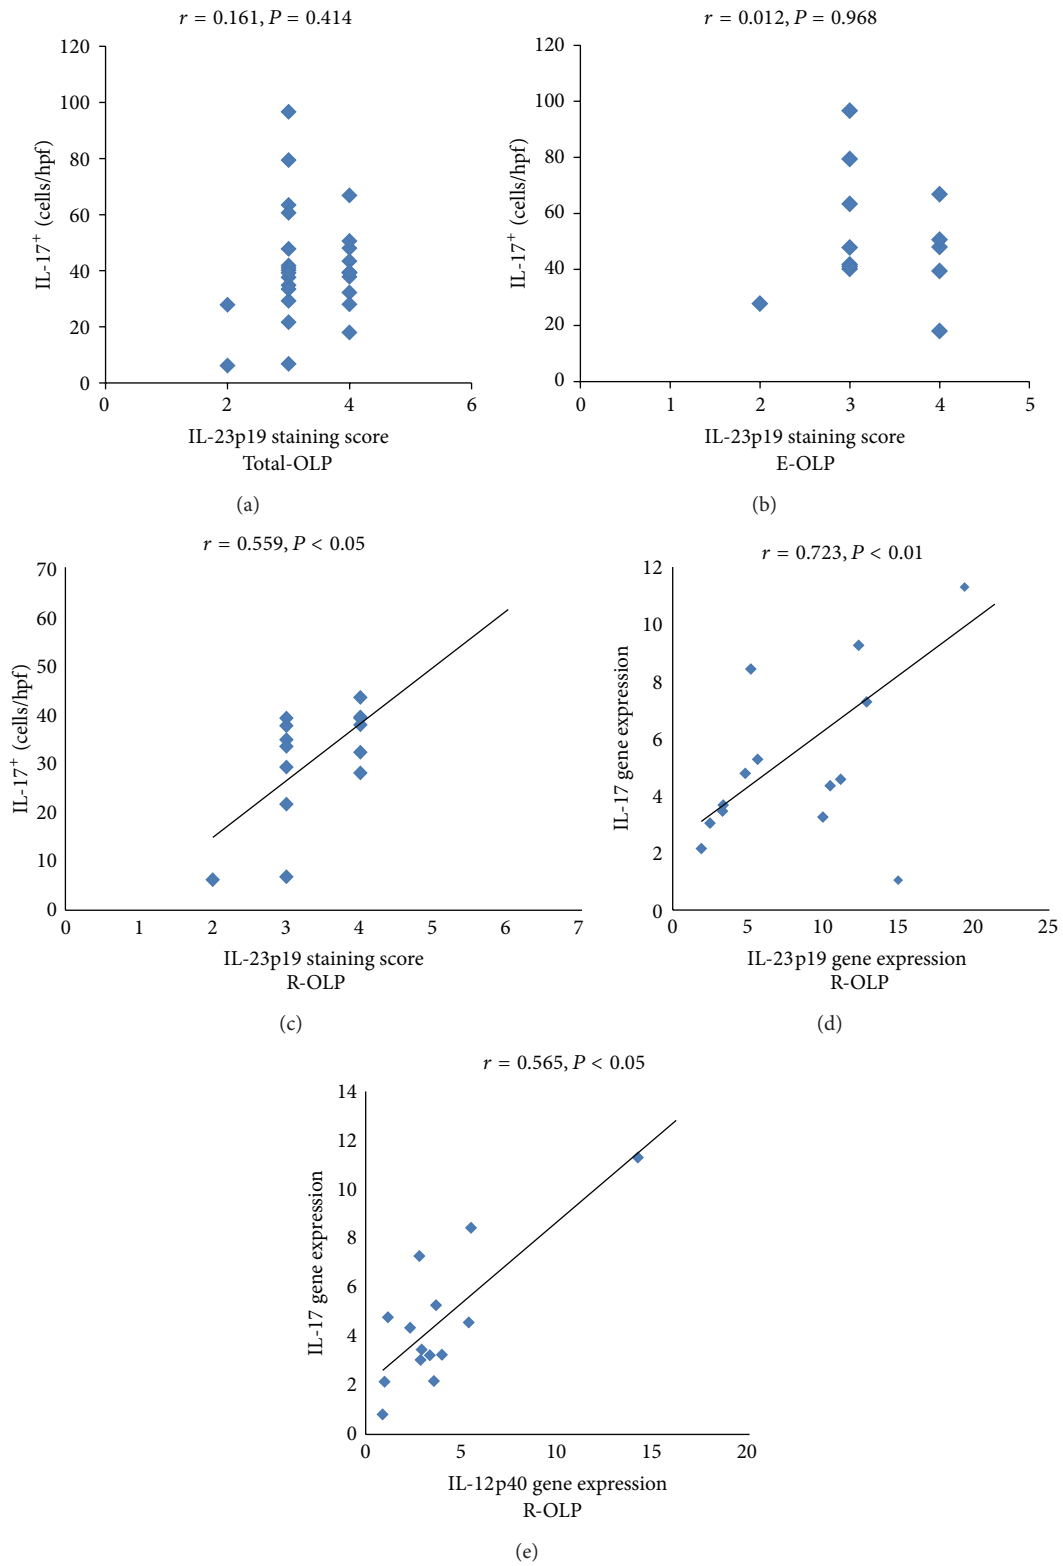 r = 0.161, P = 0.414
120
100
80
60
40
20
0
IL-17+ (cells/hpf)
0
2
4
6
IL-23p19 staining score
Total-OLP
(a)
r = 0.012, P = 0.968
120
100
80
60
40
20
0
IL-17+ (cells/hpf)
0
1
2
3
4
5
IL-23p19 staining score
E-OLP
(b)
r = 0.559, P < 0.05
70
60
50
40
30
20
10
0
IL-17+ (cells/hpf)
0
1
2
3
4
5
6
7
IL-23p19 staining score
R-OLP
(c)
r = 0.723, P < 0.01
12
10
8
6
4
2
0
IL-17 gene expression
0
5
10
15
20
25
IL-23p19 gene expression
R-OLP
(d)
r = 0.565, P < 0.05
14
12
10
8
6
4
2
0
IL-17 gene expression
0
5
10
15
20
IL-12p40 gene expression
R-OLP
(e)